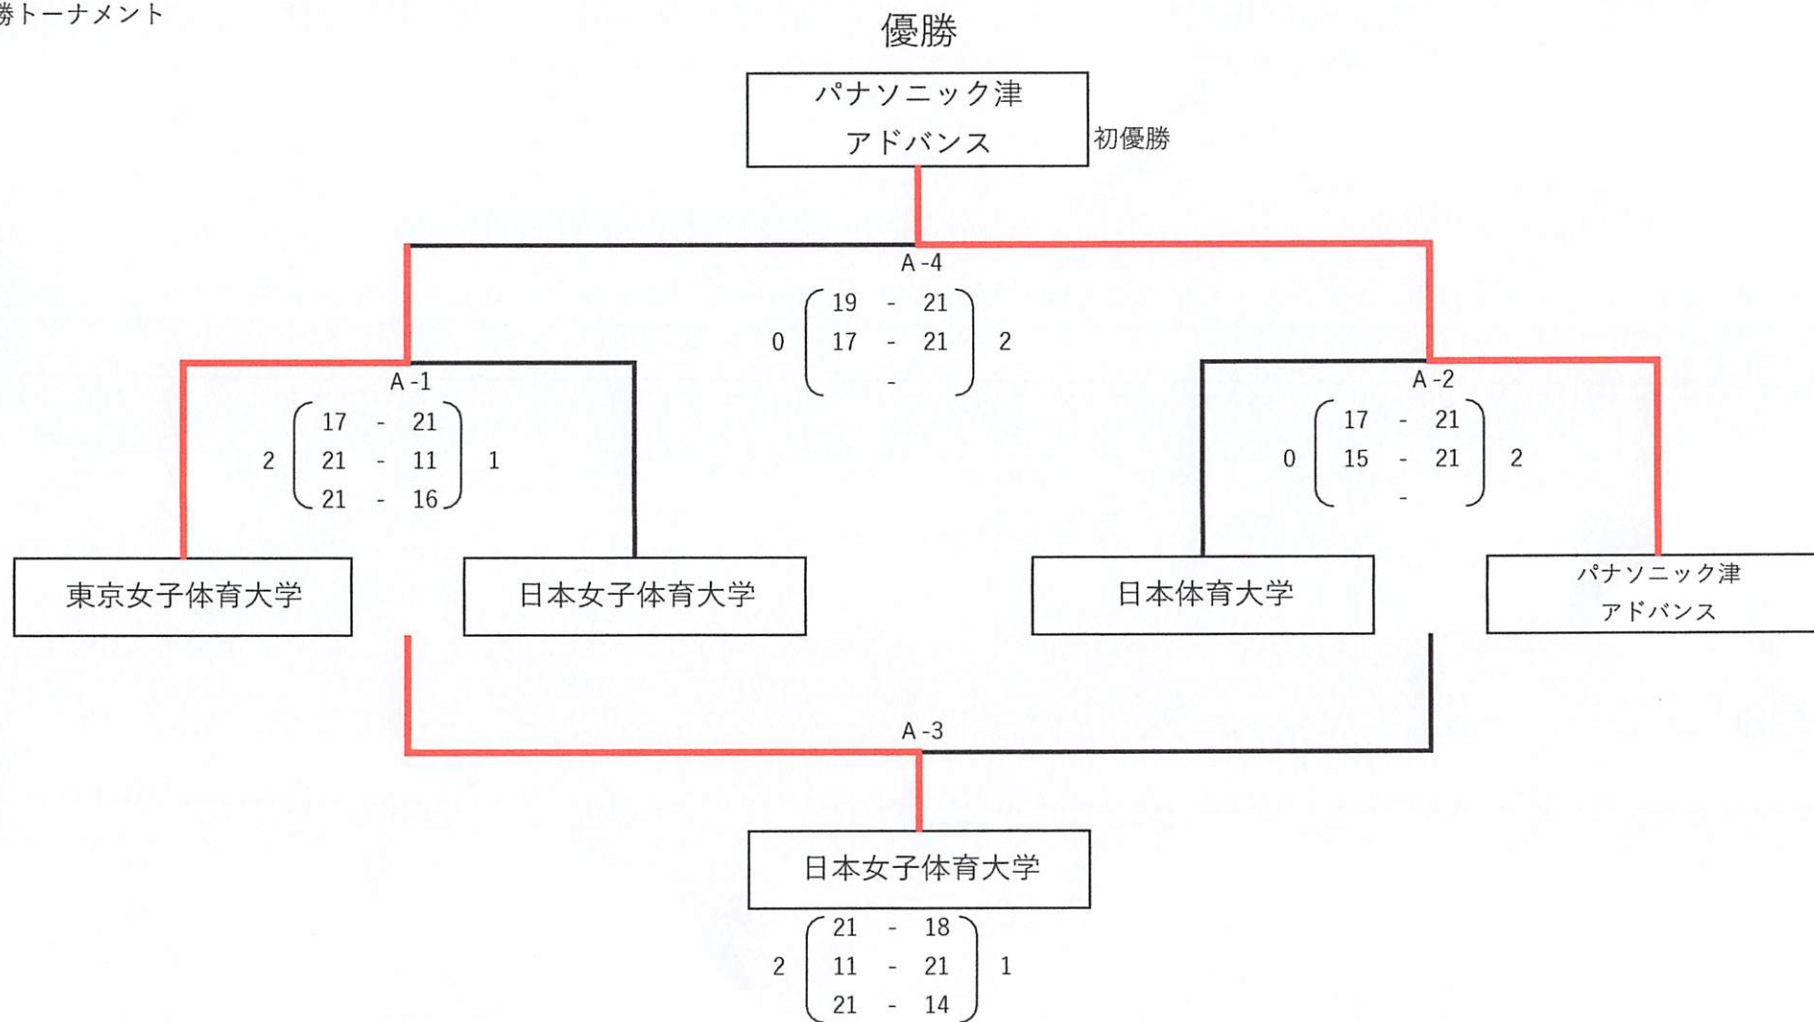 勝トーナメント
優勝
パナソニック津
アドバンス
初優勝
A-4
19 - 21
0 17 - 21 2
-
A-1
17 - 21
2 21 - 11 1
21 - 16
A-2
17 - 21
0 15 - 21 2
-
東京女子体育大学
日本女子体育大学
日本体育大学
パナソニック津
アドバンス
A-3
日本女子体育大学
21 - 18
2 11 - 21 1
21 - 14